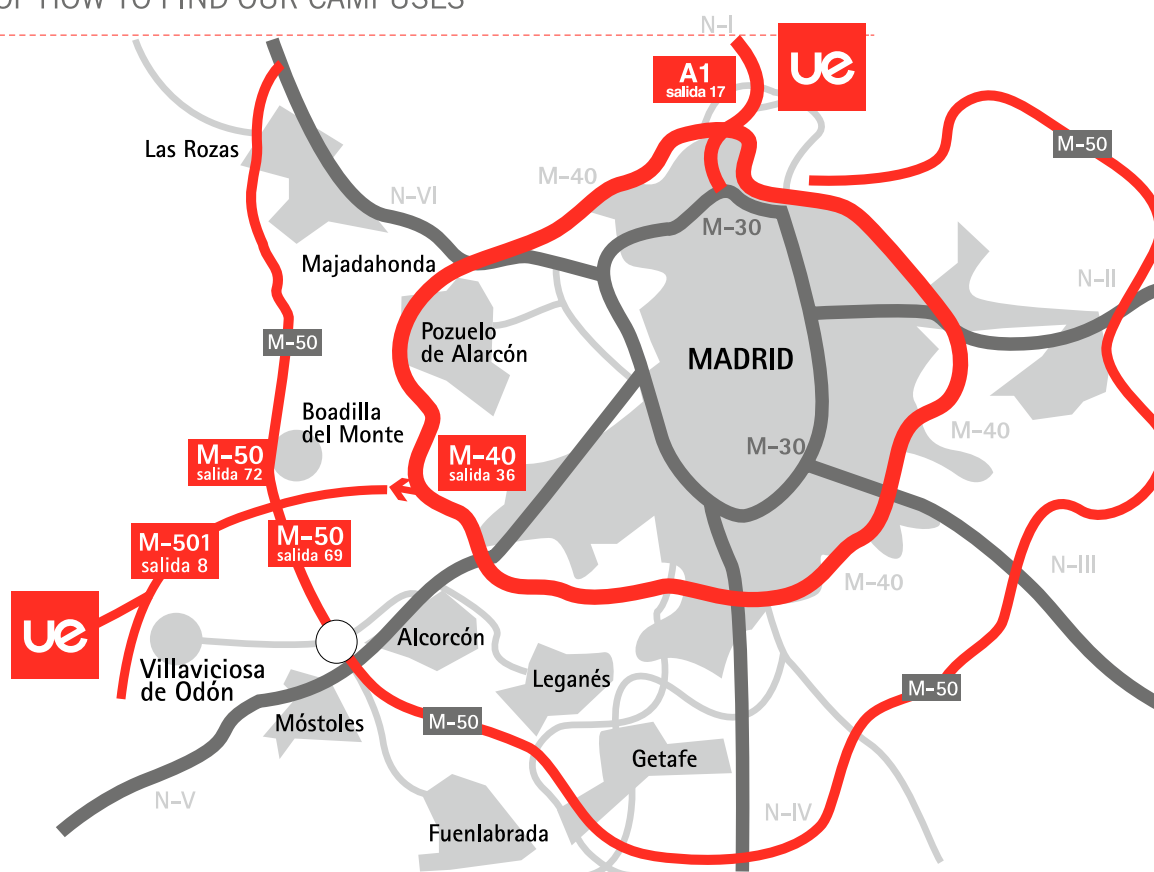 OF HOW TO FIND OUR CAMPUSES
N-I
A1
salida 17
ue
Las Rozas
M-50
M-40
N-VI
M-30
Majadahonda
N-II
M-50
Pozuelo
de Alarcón
MADRID
Boadilla
del Monte
M-40
M-50
salida 72
M-40
salida 36
M-30
M-501
salida 8
M-50
salida 69
N-III
M-40
ue
Alcorcón
Villaviciosa
de Odón
Leganés
M-50
Móstoles
M-50
Getafe
N-V
N-IV
Fuenlabrada